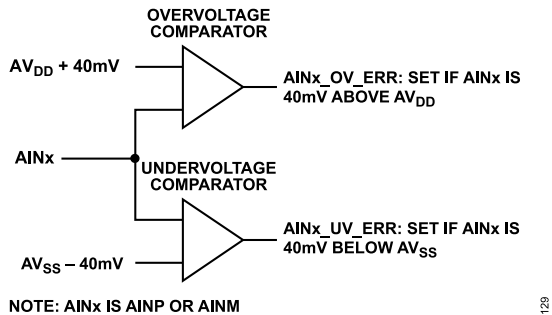 OVERVOLTAGE
COMPARATOR
AVDD + 40mV
AINx_OV_ERR: SET IF AINx IS
40mV ABOVE AVDD
AINx
UNDERVOLTAGE
COMPARATOR
AINx_UV_ERR: SET IF AINx IS
40mV BELOW AVSS
AVSS – 40mV
NOTE: AINx IS AINP OR AINM
129